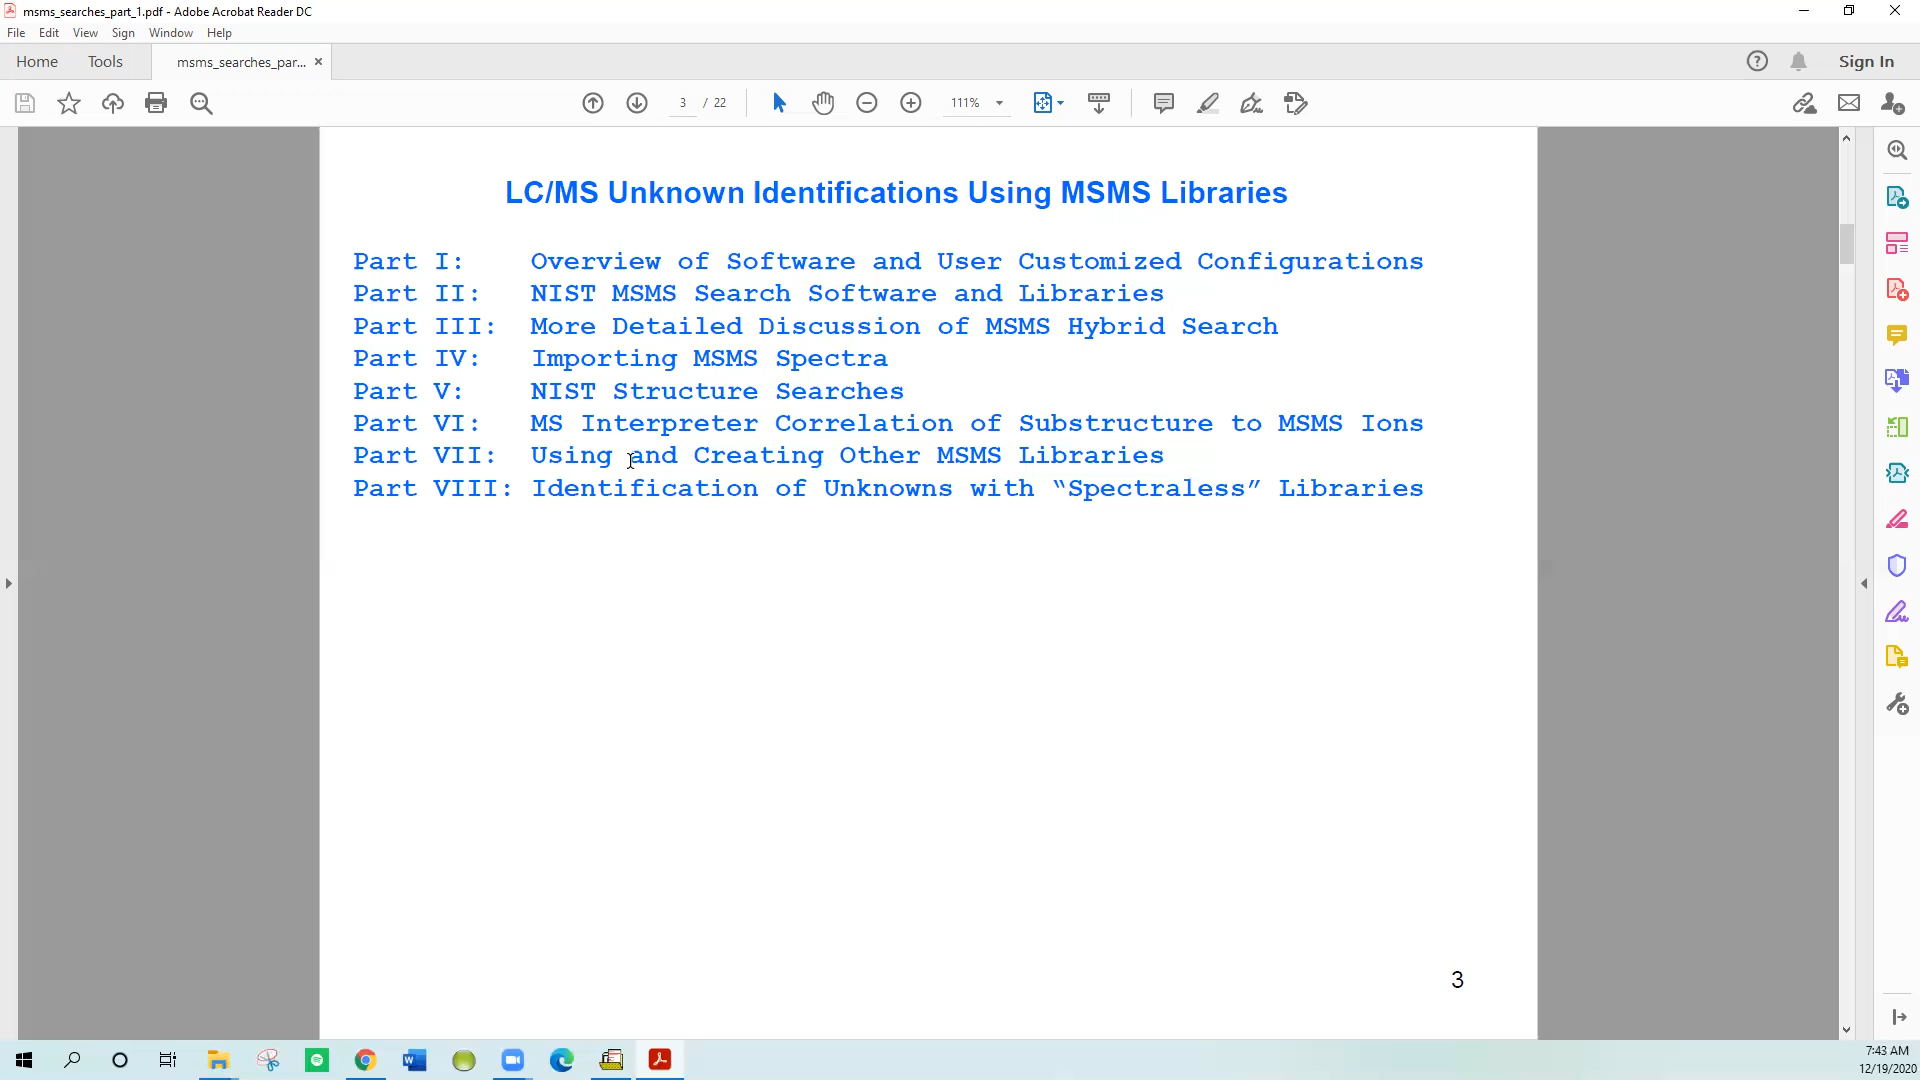 msms_searches_part_1.pdf - Adobe Acrobat Reader DC
File Edit View Sign Window Help
Home Tools msms_searches_par... × Sign In
3 / 22 111%
LC/MS Unknown Identifications Using MSMS Libraries
Part I: Overview of Software and User Customized Configurations
Part II: NIST MSMS Search Software and Libraries
Part III: More Detailed Discussion of MSMS Hybrid Search
Part IV: Importing MSMS Spectra
Part V: NIST Structure Searches
Part VI: MS Interpreter Correlation of Substructure to MSMS Ions
Part VII: Using and Creating Other MSMS Libraries
Part VIII: Identification of Unknowns with “Spectraless” Libraries
3
7:43 AM
12/19/2020